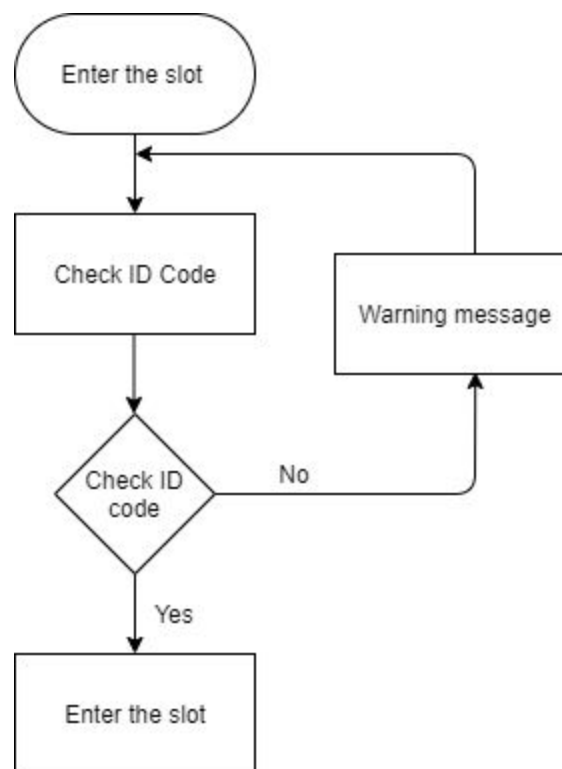 Enter the slot
Check ID Code
Warning message
Check ID
code
No
Yes
Enter the slot